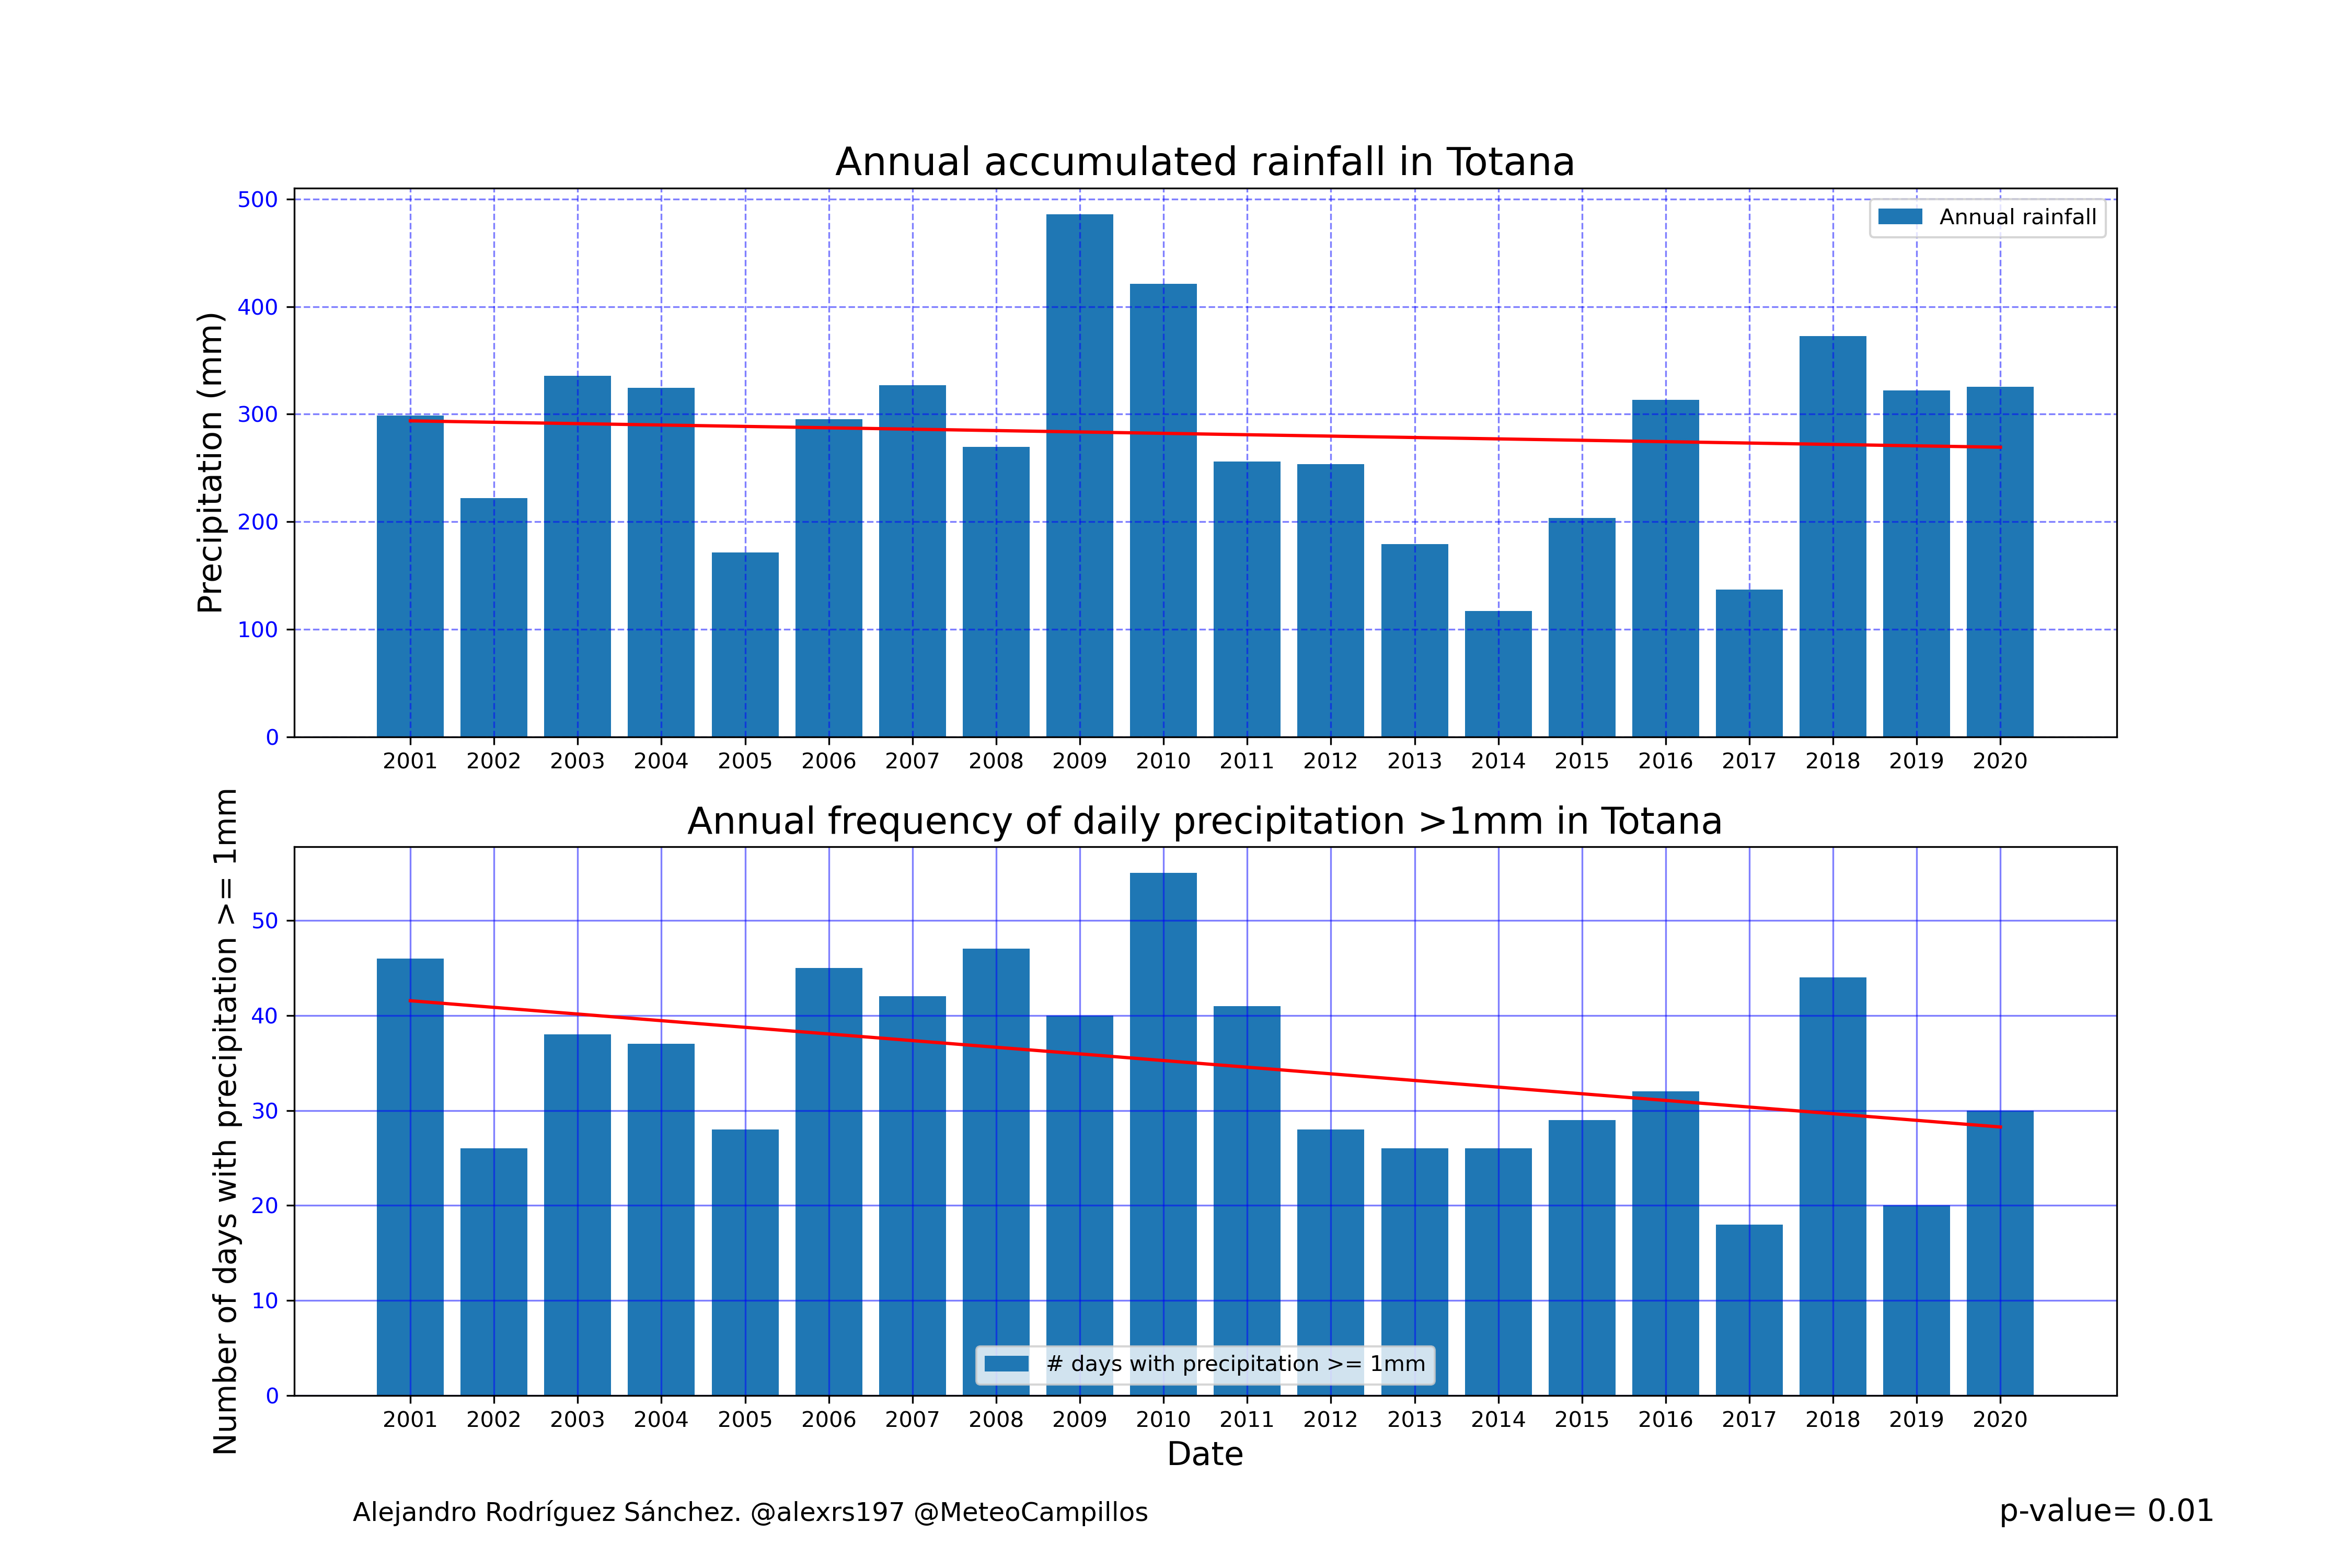 Annual accumulated rainfall in Totana
Precipitation (mm)
500
400
300
200
100
0
Annual rainfall
2001 2002 2003 2004 2005 2006 2007 2008 2009 2010 2011 2012 2013 2014 2015 2016 2017 2018 2019 2020
Annual frequency of daily precipitation >1mm in Totana
Number of days with precipitation >= 1mm
50
40
30
20
10
0
# days with precipitation >= 1mm
2001 2002 2003 2004 2005 2006 2007 2008 2009 2010 2011 2012 2013 2014 2015 2016 2017 2018 2019 2020
Date
Alejandro Rodríguez Sánchez. @alexrs197 @MeteoCampillos
p-value= 0.01